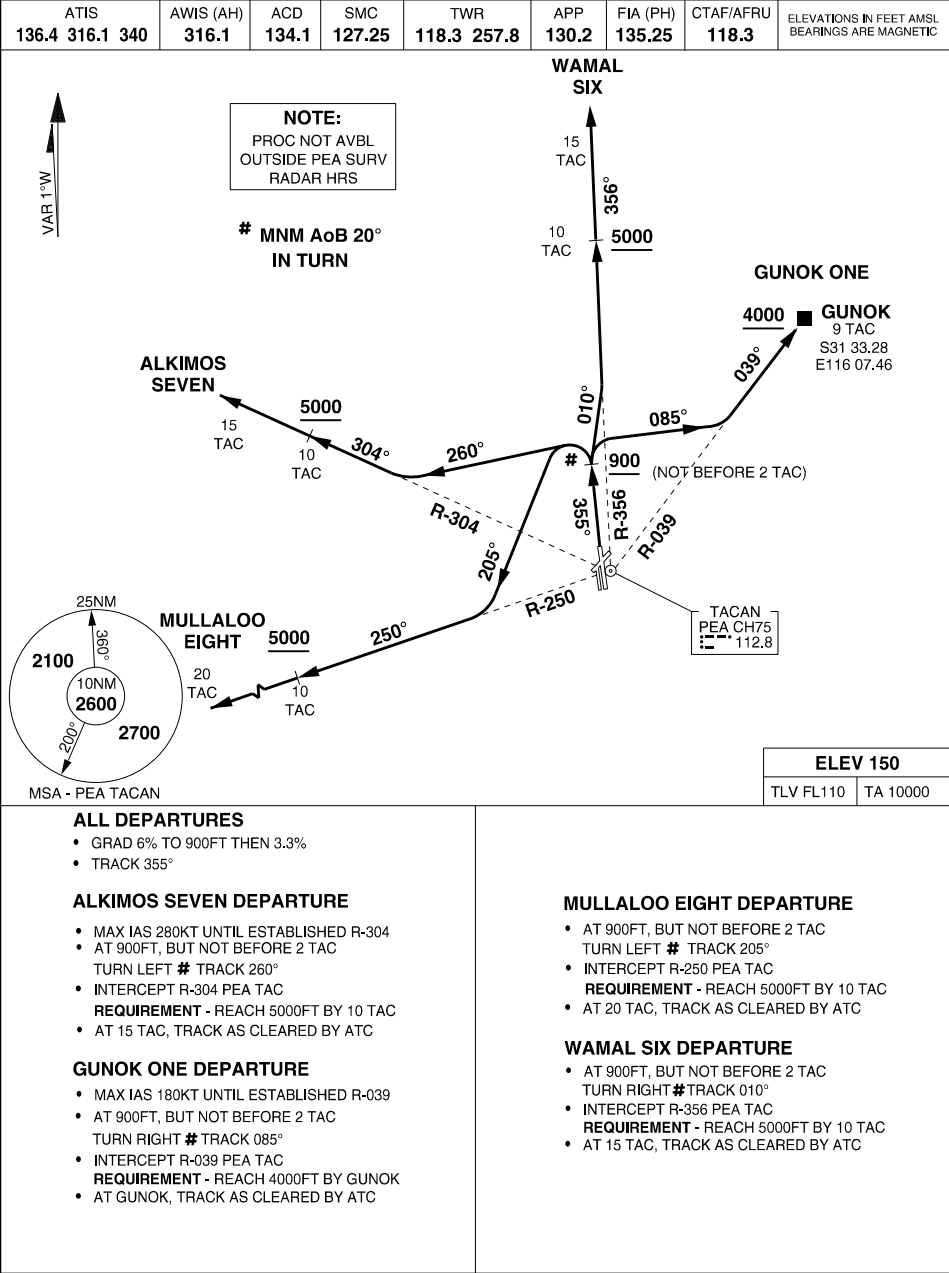 ATIS AWIS (AH) ACD SMC TWR APP FIA (PH) CTAF/AFRU ELEVATIONS IN FEET AMSL
136.4 316.1 340 316.1 134.1 127.25 118.3 257.8 130.2 135.25 118.3 BEARINGS ARE MAGNETIC
WAMAL
SIX
VAR 1°W
NOTE:
PROC NOT AVBL
OUTSIDE PEA SURV
RADAR HRS
# MNM AoB 20°
IN TURN
15
TAC
356°
10
TAC
5000
GUNOK ONE
4000
GUNOK
9 TAC
S31 33.28
E116 07.46
039°
ALKIMOS
SEVEN
15
TAC
5000
10
TAC
304°
260°
010°
085°
#
900
(NOT BEFORE 2 TAC)
R-304
355°
R-356
R-039
205°
R-250
TACAN
PEA CH75
112.8
MULLALOO
EIGHT
5000
250°
20
TAC
10
TAC
25NM
360°
2100
10NM
2600
2700
200°
MSA - PEA TACAN
ELEV 150
TLV FL110 TA 10000
ALL DEPARTURES
• GRAD 6% TO 900FT THEN 3.3%
• TRACK 355°
ALKIMOS SEVEN DEPARTURE
• MAX IAS 280KT UNTIL ESTABLISHED R-304
• AT 900FT, BUT NOT BEFORE 2 TAC
TURN LEFT # TRACK 260°
• INTERCEPT R-304 PEA TAC
REQUIREMENT - REACH 5000FT BY 10 TAC
• AT 15 TAC, TRACK AS CLEARED BY ATC
GUNOK ONE DEPARTURE
• MAX IAS 180KT UNTIL ESTABLISHED R-039
• AT 900FT, BUT NOT BEFORE 2 TAC
TURN RIGHT # TRACK 085°
• INTERCEPT R-039 PEA TAC
REQUIREMENT - REACH 4000FT BY GUNOK
• AT GUNOK, TRACK AS CLEARED BY ATC
MULLALOO EIGHT DEPARTURE
• AT 900FT, BUT NOT BEFORE 2 TAC
TURN LEFT # TRACK 205°
• INTERCEPT R-250 PEA TAC
REQUIREMENT - REACH 5000FT BY 10 TAC
• AT 20 TAC, TRACK AS CLEARED BY ATC
WAMAL SIX DEPARTURE
• AT 900FT, BUT NOT BEFORE 2 TAC
TURN RIGHT # TRACK 010°
• INTERCEPT R-356 PEA TAC
REQUIREMENT - REACH 5000FT BY 10 TAC
• AT 15 TAC, TRACK AS CLEARED BY ATC